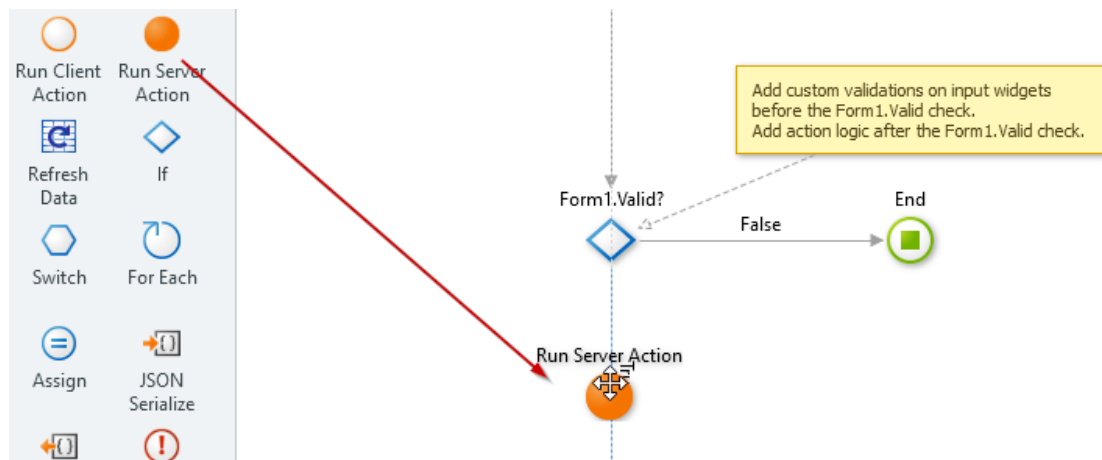 Run Client
Action
Run Server
Action
Refresh
Data
If
Switch
For Each
Assign
JSON
Serialize
Add custom validations on input widgets
before the Form1.Valid check.
Add action logic after the Form1.Valid check.
Form1.Valid?
False
End
Run Server Action